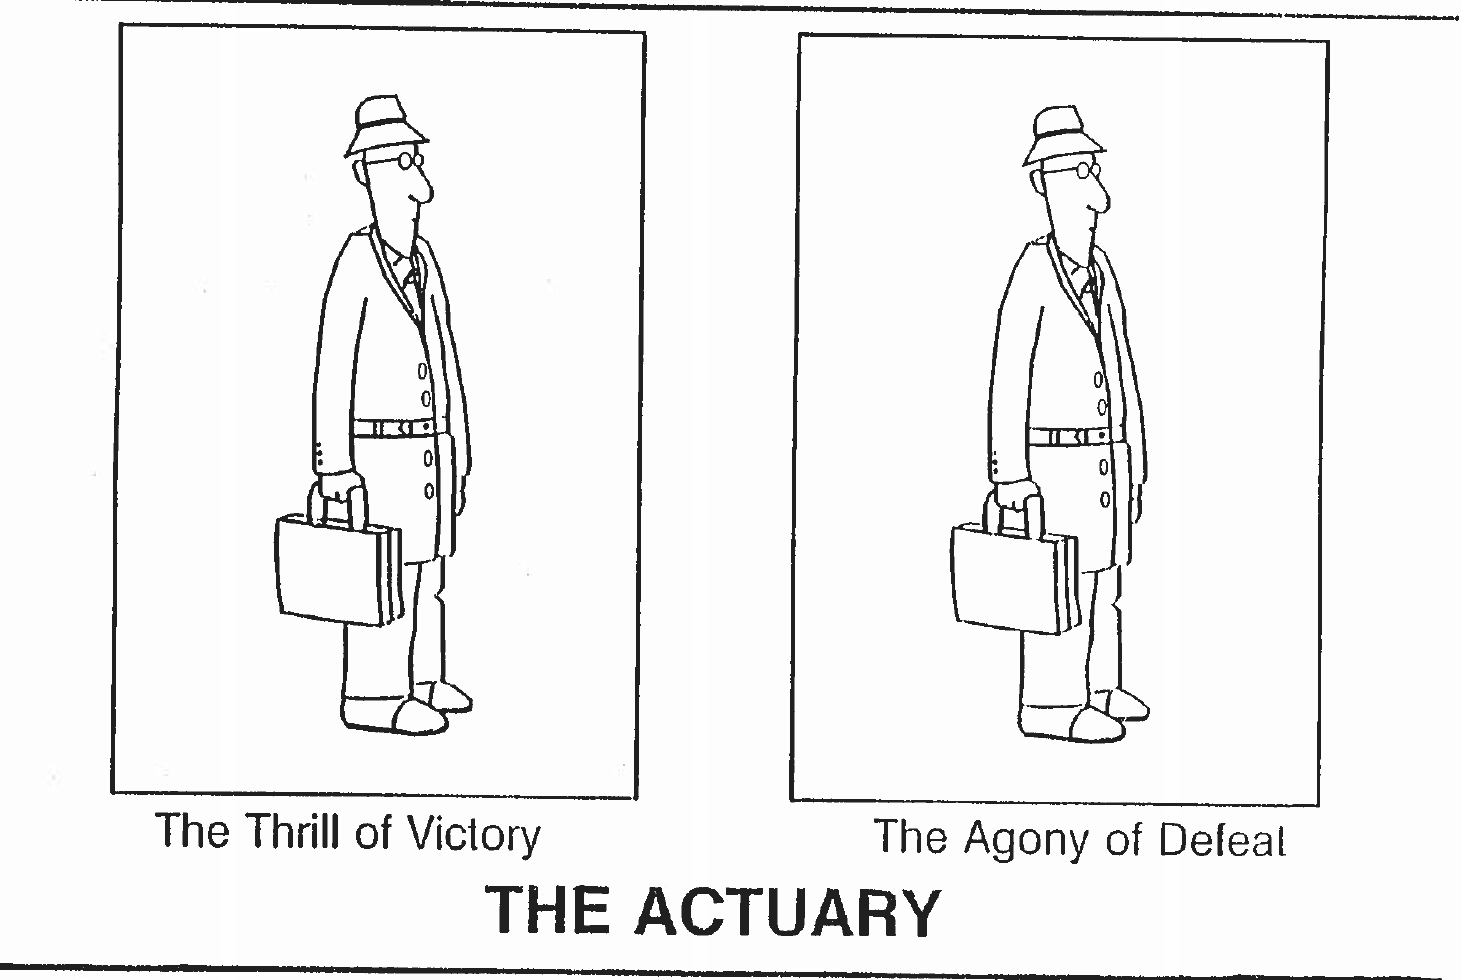 The Thrill of Victory
The Agony of Defeat
THE ACTUARY